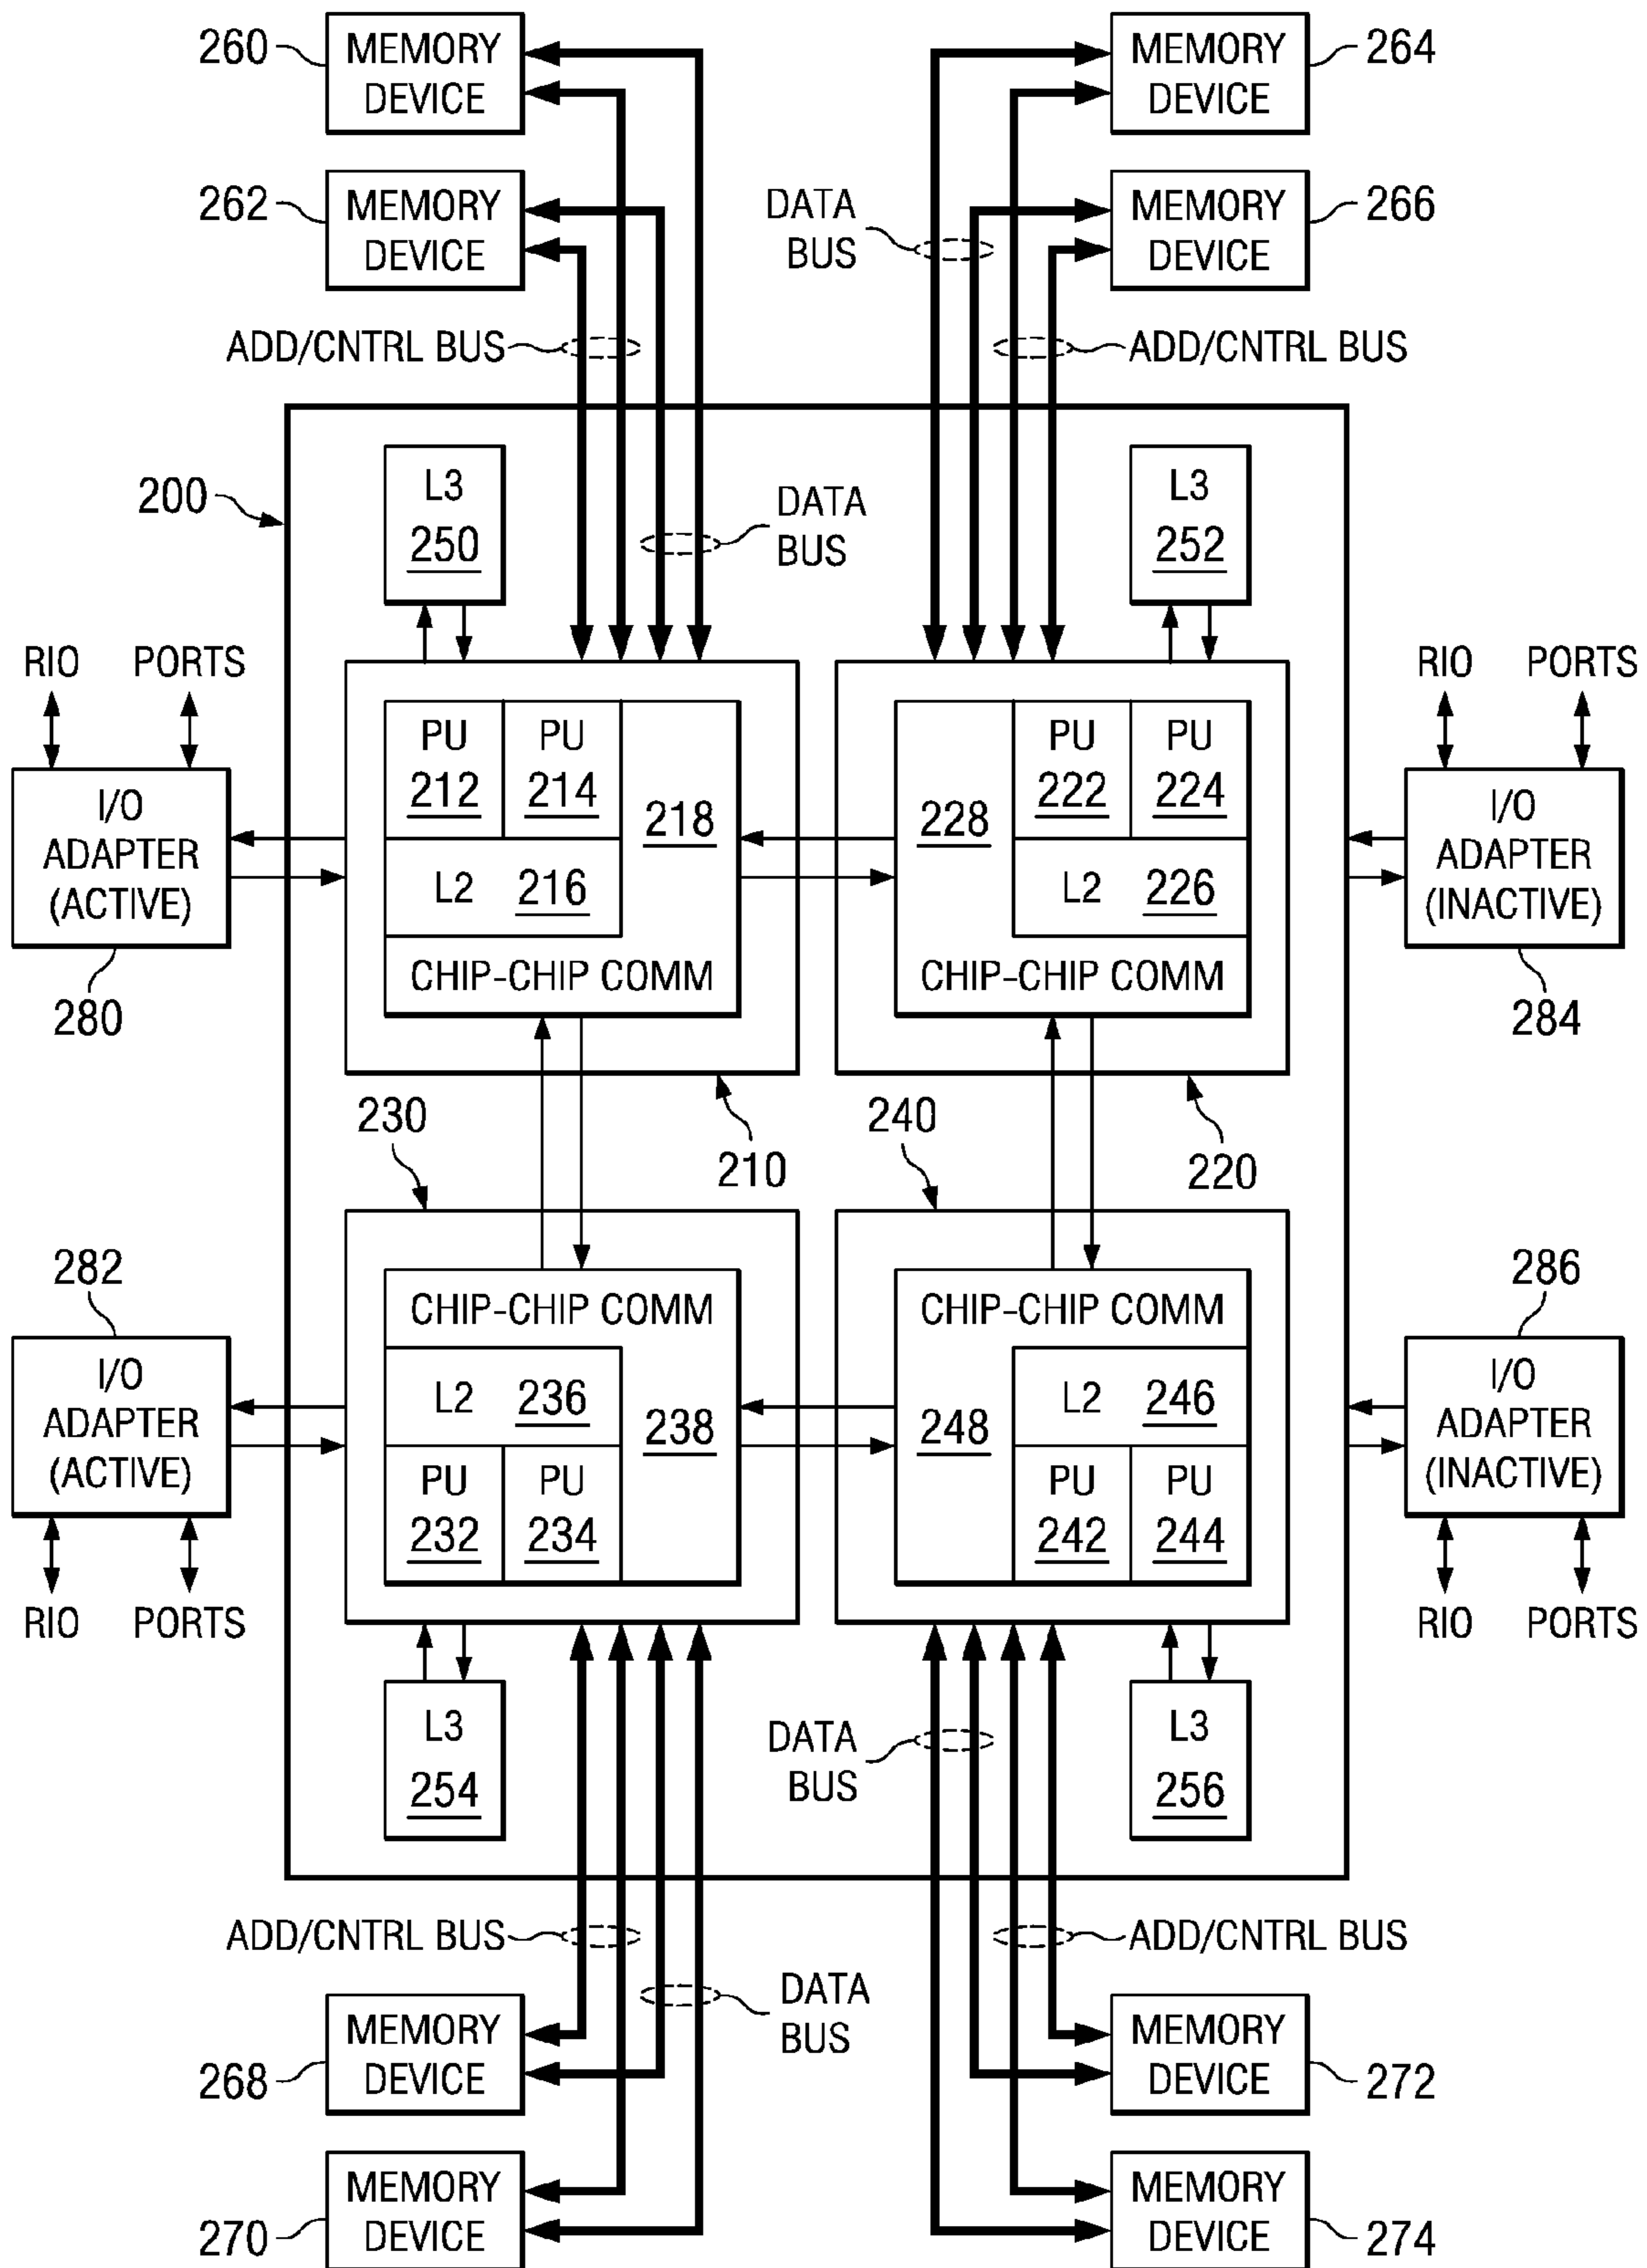 260
MEMORY
DEVICE
MEMORY
DEVICE
264
262
MEMORY
DEVICE
DATA
BUS
MEMORY
DEVICE
266
ADD/CNTRL BUS
ADD/CNTRL BUS
200
L3
250
DATA
BUS
L3
252
RIO
PORTS
RIO
PORTS
I/O
ADAPTER
(ACTIVE)
280
PU
212
PU
214
218
L2 216
CHIP-CHIP COMM
228
PU
222
PU
224
L2 226
CHIP-CHIP COMM
I/O
ADAPTER
(INACTIVE)
284
230
210
240
220
282
I/O
ADAPTER
(ACTIVE)
CHIP-CHIP COMM
L2 236
238
PU
232
PU
234
CHIP-CHIP COMM
248
L2 246
PU
242
PU
244
286
I/O
ADAPTER
(INACTIVE)
RIO
PORTS
RIO
PORTS
L3
254
DATA
BUS
L3
256
ADD/CNTRL BUS
ADD/CNTRL BUS
DATA
BUS
268
MEMORY
DEVICE
MEMORY
DEVICE
272
270
MEMORY
DEVICE
MEMORY
DEVICE
274